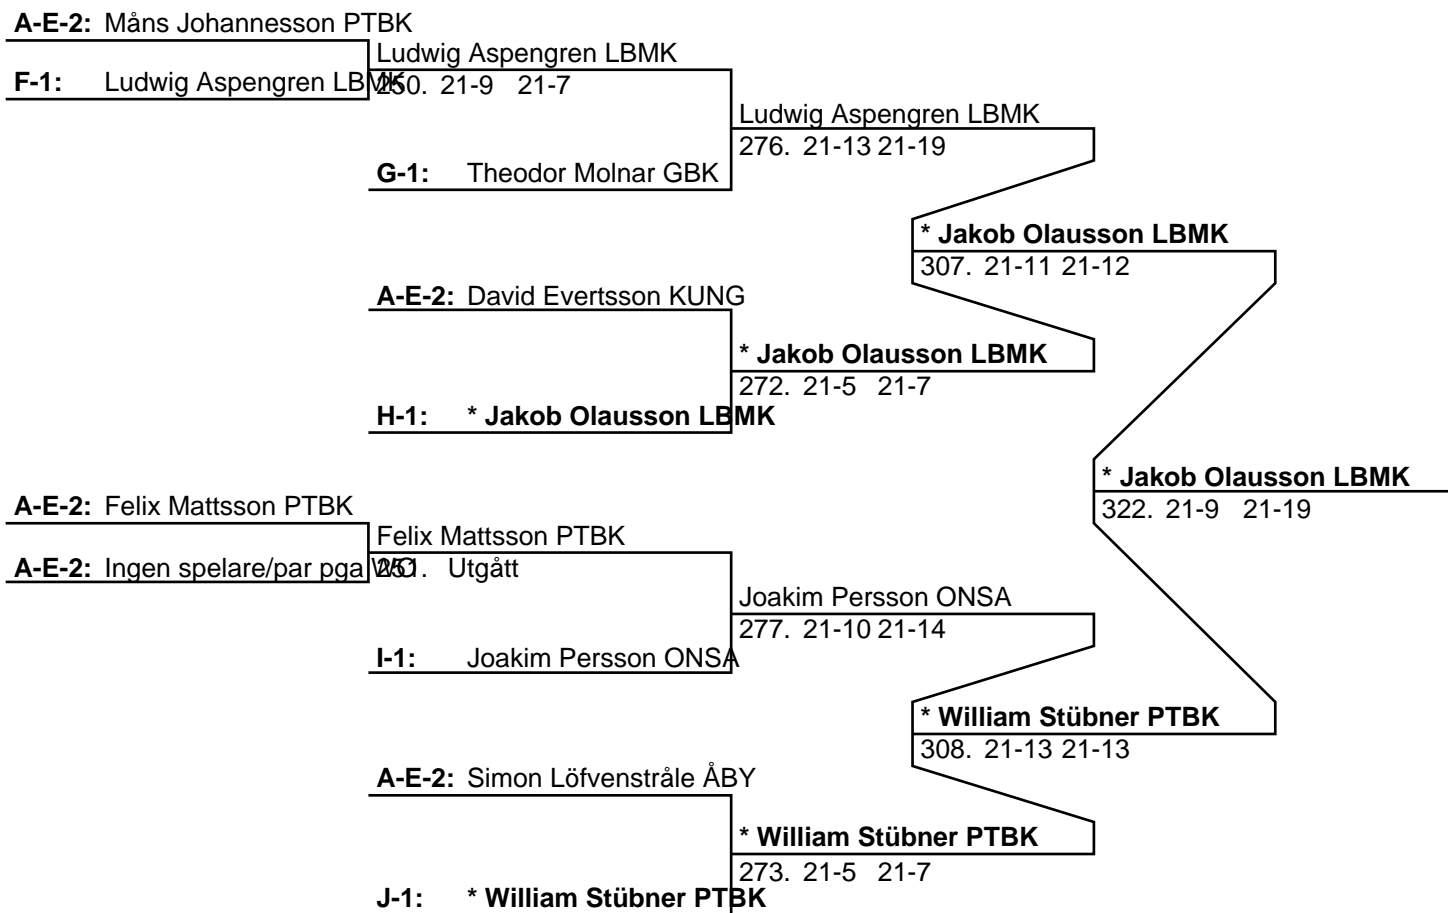 A-E-2: Måns Johannesson PTBK
Ludwig Aspengren LBMK
F-1: Ludwig Aspengren LBMK
250. 21-9 21-7
Ludwig Aspengren LBMK
276. 21-13 21-19
G-1: Theodor Molnar GBK
* Jakob Olausson LBMK
307. 21-11 21-12
A-E-2: David Evertsson KUNG
* Jakob Olausson LBMK
272. 21-5 21-7
H-1: * Jakob Olausson LBMK
* Jakob Olausson LBMK
322. 21-9 21-19
A-E-2: Felix Mattsson PTBK
Felix Mattsson PTBK
A-E-2: Ingen spelare/par pga WO
251. Utgått
Joakim Persson ONSA
277. 21-10 21-14
I-1: Joakim Persson ONSA
* William Stübner PTBK
308. 21-13 21-13
A-E-2: Simon Löfvenstråle ÅBY
* William Stübner PTBK
273. 21-5 21-7
J-1: * William Stübner PTBK